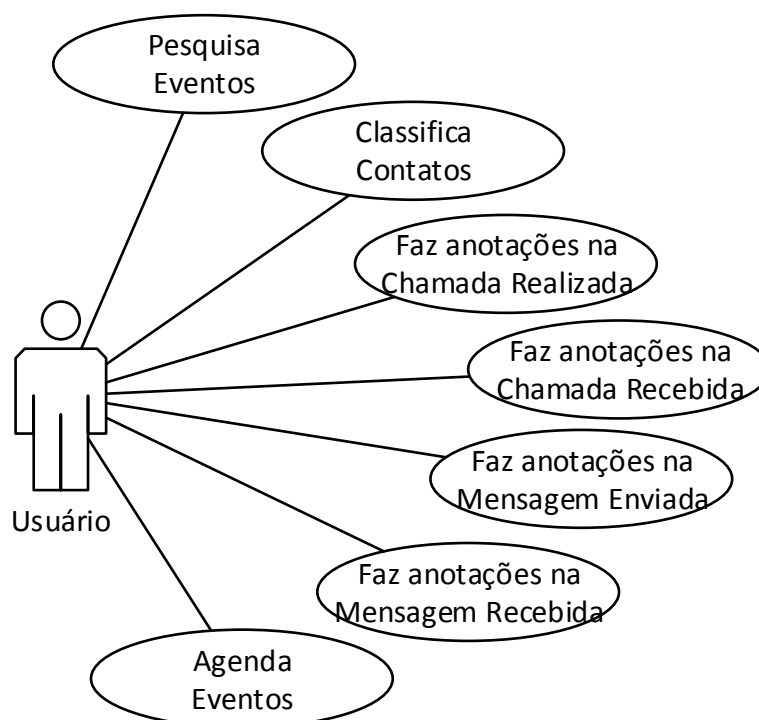 Pesquisa
Eventos
Classifica
Contatos
Faz anotações na
Chamada Realizada
Faz anotações na
Chamada Recebida
Faz anotações na
Mensagem Enviada
Usuário
Faz anotações na
Mensagem Recebida
Agenda
Eventos